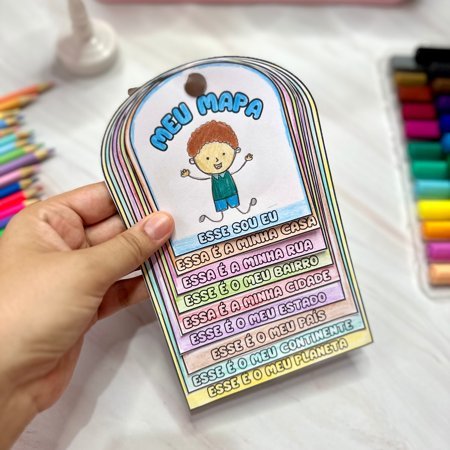 MEU MAPA
ESSE SOU EU
ESSA É A MINHA CASA
ESSA É A MINHA RUA
ESSE É O MEU BAIRRO
ESSA É A MINHA CIDADE
ESSE É O MEU ESTADO
ESSE É O MEU PAÍS
ESSE É O MEU CONTINENTE
ESSE É O MEU PLANETA